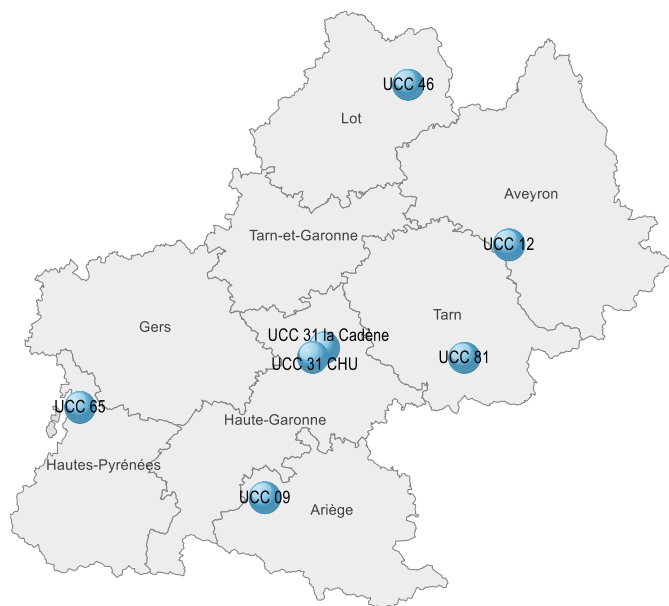 UCC 46
Lot
Aveyron
Tarn-et-Garonne
UCC 12
Tarn
Gers
UCC 31 la Cadène
UCC 31 CHU
UCC 81
UCC 65
Haute-Garonne
Hautes-Pyrénées
UCC 09
Ariège